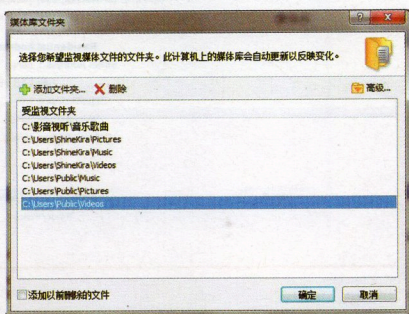 媒体库文件夹
选择您希望监视媒体文件的文件夹。此计算机上的媒体库会自动更新以反映变化。
添加文件夹... 删除 高级...
受监视文件夹
C:\影音视听\音乐歌曲
C:\Users\ShineKira\Pictures
C:\Users\ShineKira\Music
C:\Users\ShineKira\Videos
C:\Users\Public\Music
C:\Users\Public\Pictures
C:\Users\Public\Videos
添加以前删除的文件 确定 取消